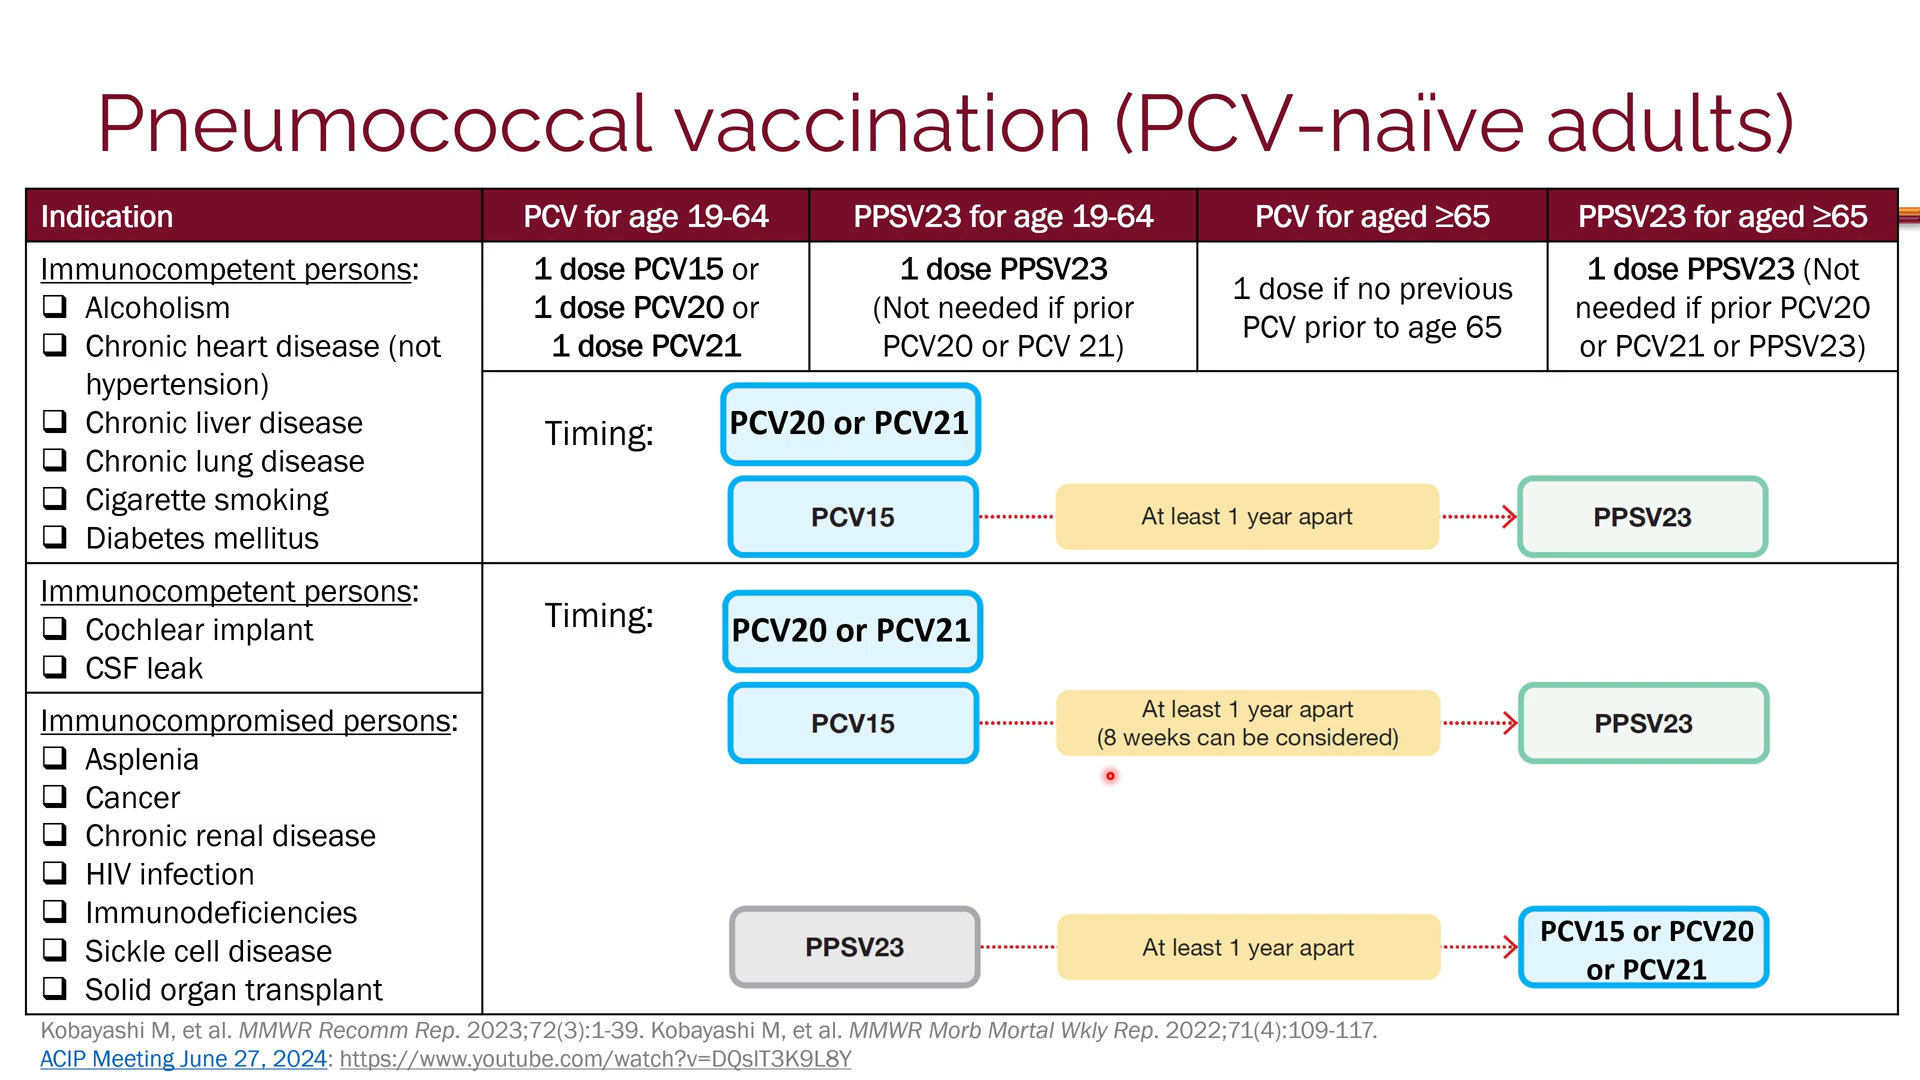 Pneumococcal vaccination (PCV-naïve adults)
Indication
PCV for age 19-64
PPSV23 for age 19-64
PCV for aged ≥65
PPSV23 for aged ≥65
Immunocompetent persons:
❑ Alcoholism
❑ Chronic heart disease (not
hypertension)
❑ Chronic liver disease
❑ Chronic lung disease
❑ Cigarette smoking
❑ Diabetes mellitus
1 dose PCV15 or
1 dose PCV20 or
1 dose PCV21
1 dose PPSV23
(Not needed if prior
PCV20 or PCV 21)
1 dose if no previous
PCV prior to age 65
1 dose PPSV23 (Not
needed if prior PCV20
or PCV21 or PPSV23)
Timing:
PCV20 or PCV21
PCV15
At least 1 year apart
PPSV23
Immunocompetent persons:
❑ Cochlear implant
❑ CSF leak
Immunocompromised persons:
❑ Asplenia
❑ Cancer
❑ Chronic renal disease
❑ HIV infection
❑ Immunodeficiencies
❑ Sickle cell disease
❑ Solid organ transplant
Timing:
PCV20 or PCV21
PCV15
At least 1 year apart
(8 weeks can be considered)
PPSV23
PPSV23
At least 1 year apart
PCV15 or PCV20
or PCV21
Kobayashi M, et al. MMWR Recomm Rep. 2023;72(3):1-39. Kobayashi M, et al. MMWR Morb Mortal Wkly Rep. 2022;71(4):109-117.
ACIP Meeting June 27, 2024: https://www.youtube.com/watch?v=DQsIT3K9L8Y